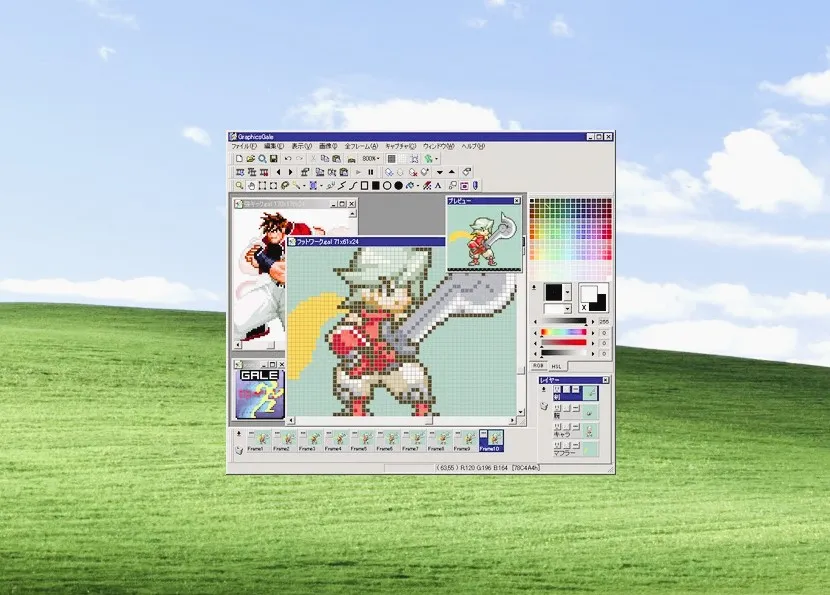 GraphicsGale
ファイル(F) 編集(E) 表示(V) 画像(I) 全フレーム(A) キャプチャ(C) ウィンドウ(W) ヘルプ(H)
800%
プレビュー
フットワーク.gal 71x61x24
255
0
0
0
RGB HSL
GALE
レイヤー
剣
腕
キャラ
マフラー
Frame1 Frame2 Frame3 Frame4 Frame5 Frame6 Frame7 Frame8 Frame9 Frame10
(63,55) R120 G196 B164 [78C4A4h]